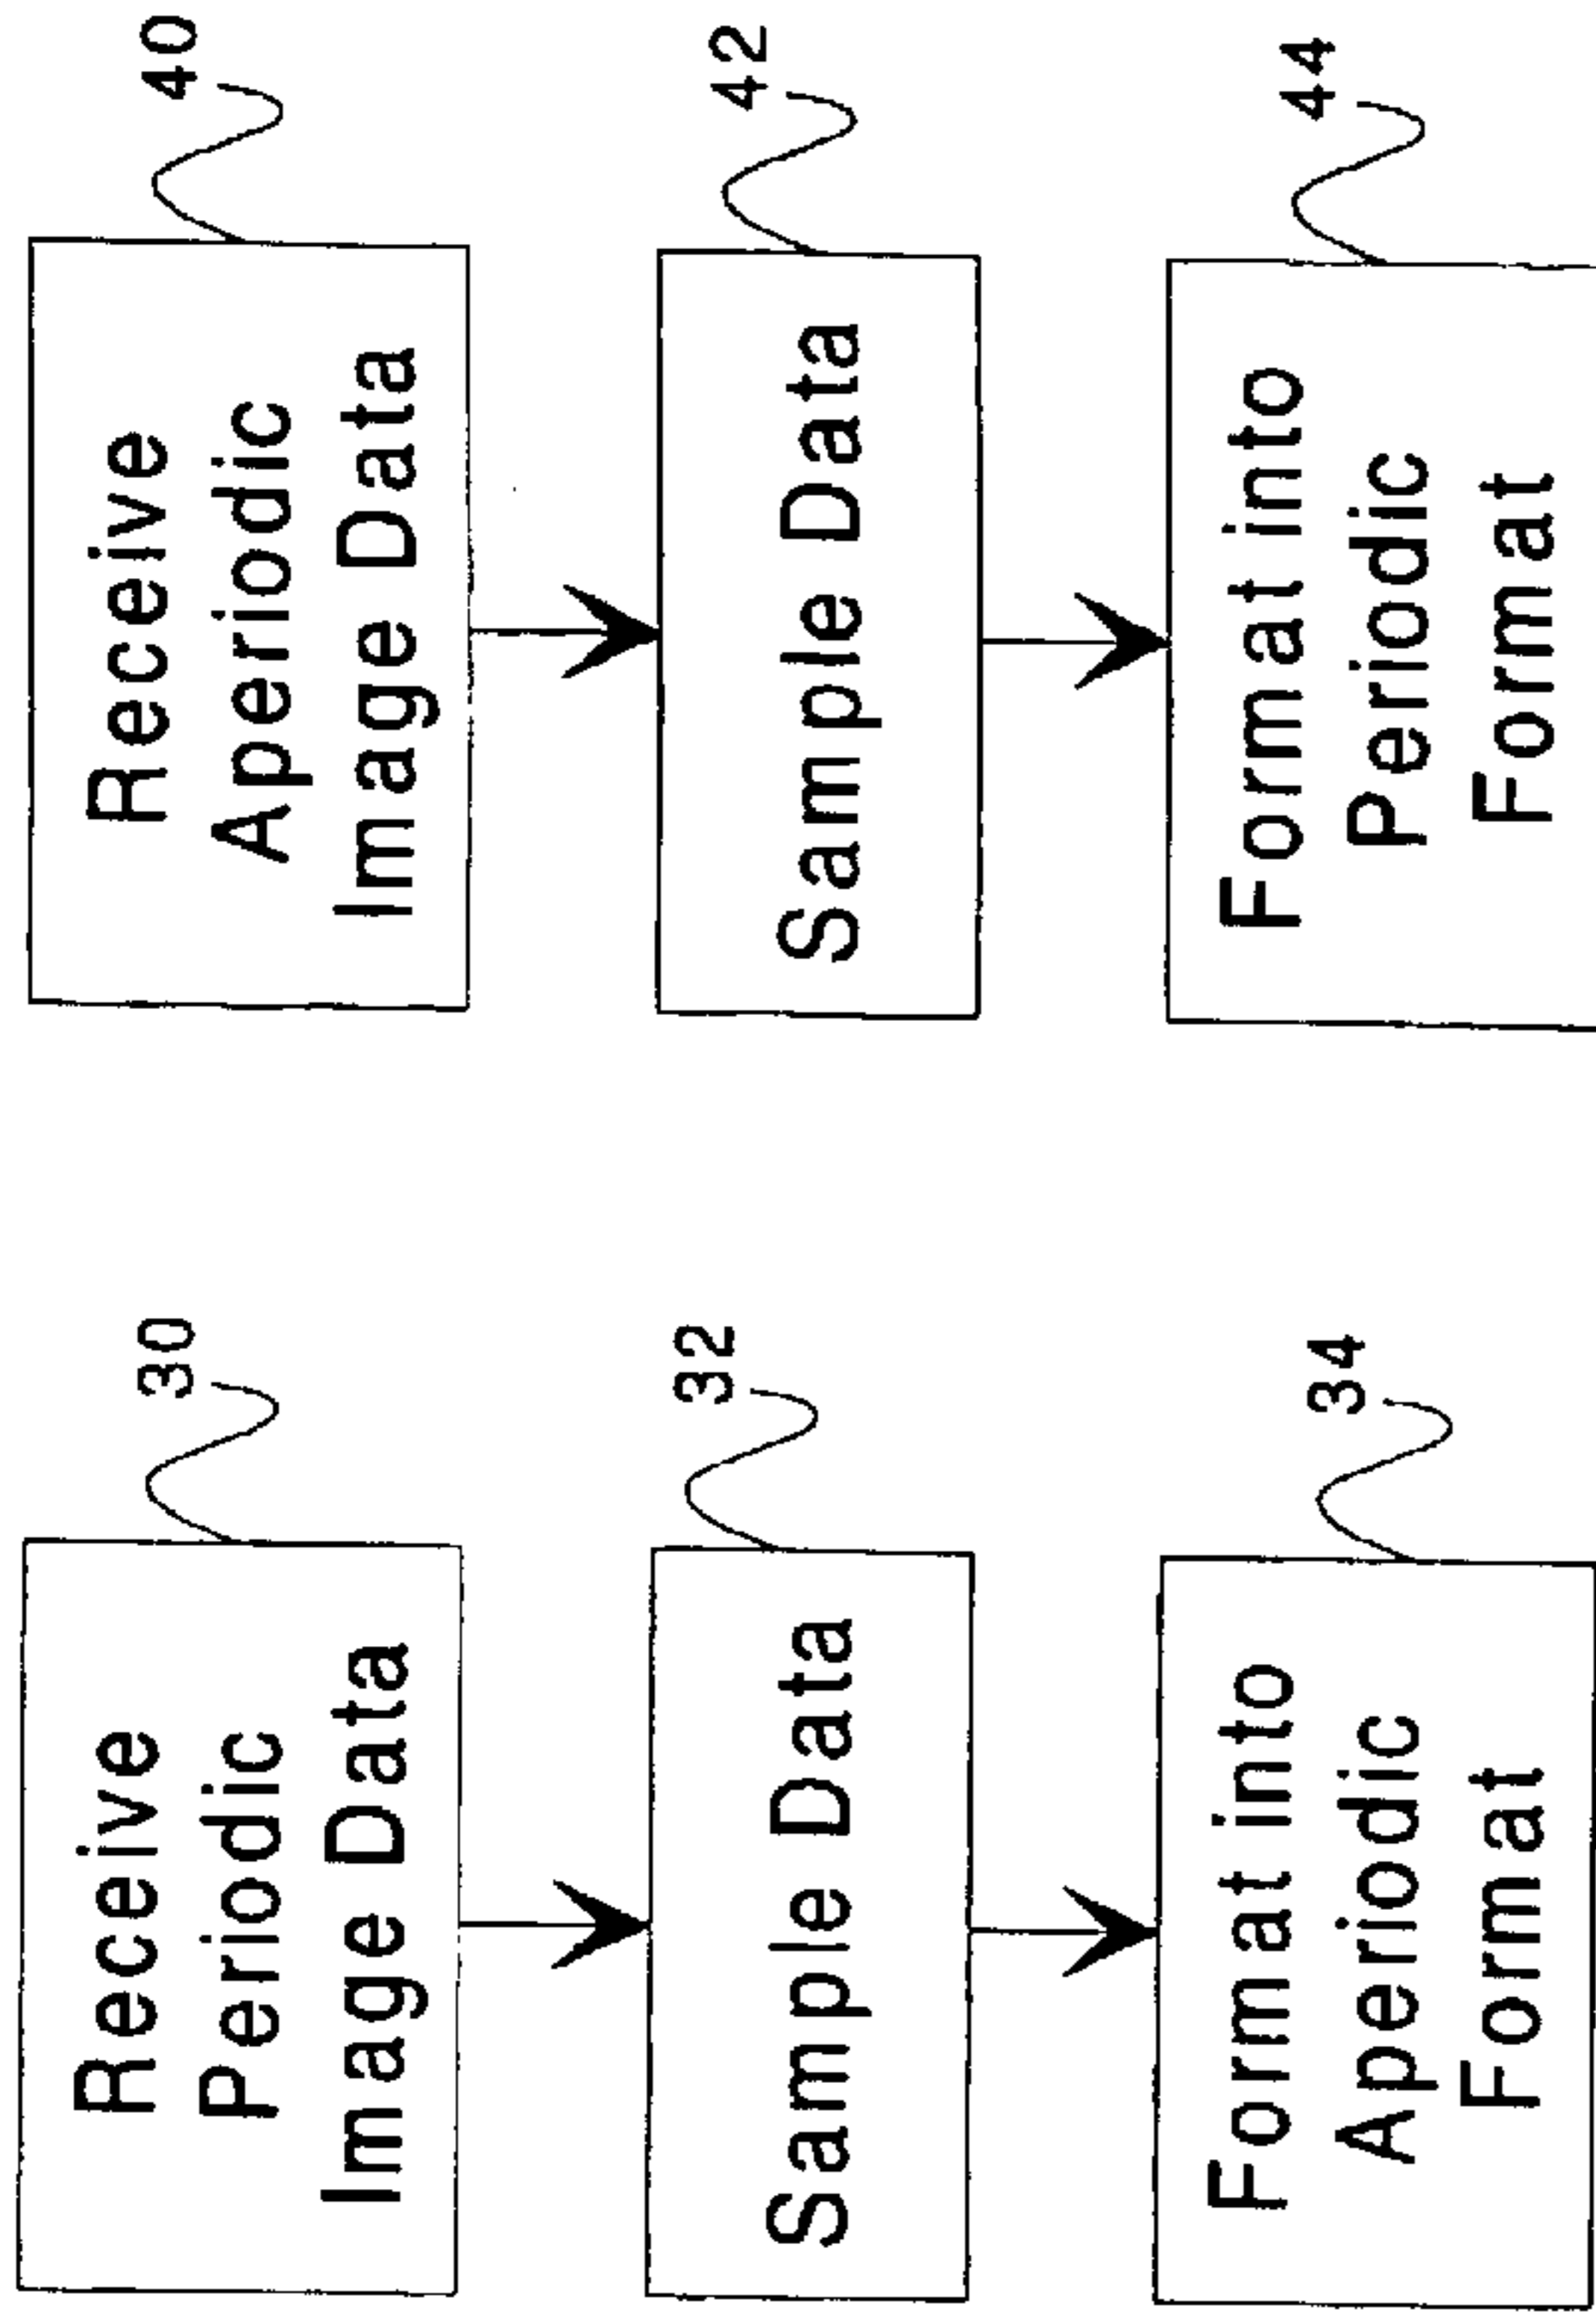 Receive
Periodic
Image Data
30
Sample Data
32
Format into
Aperiodic
Format
34
Receive
Aperiodic
Image Data
40
Sample Data
42
Format into
Periodic
Format
44